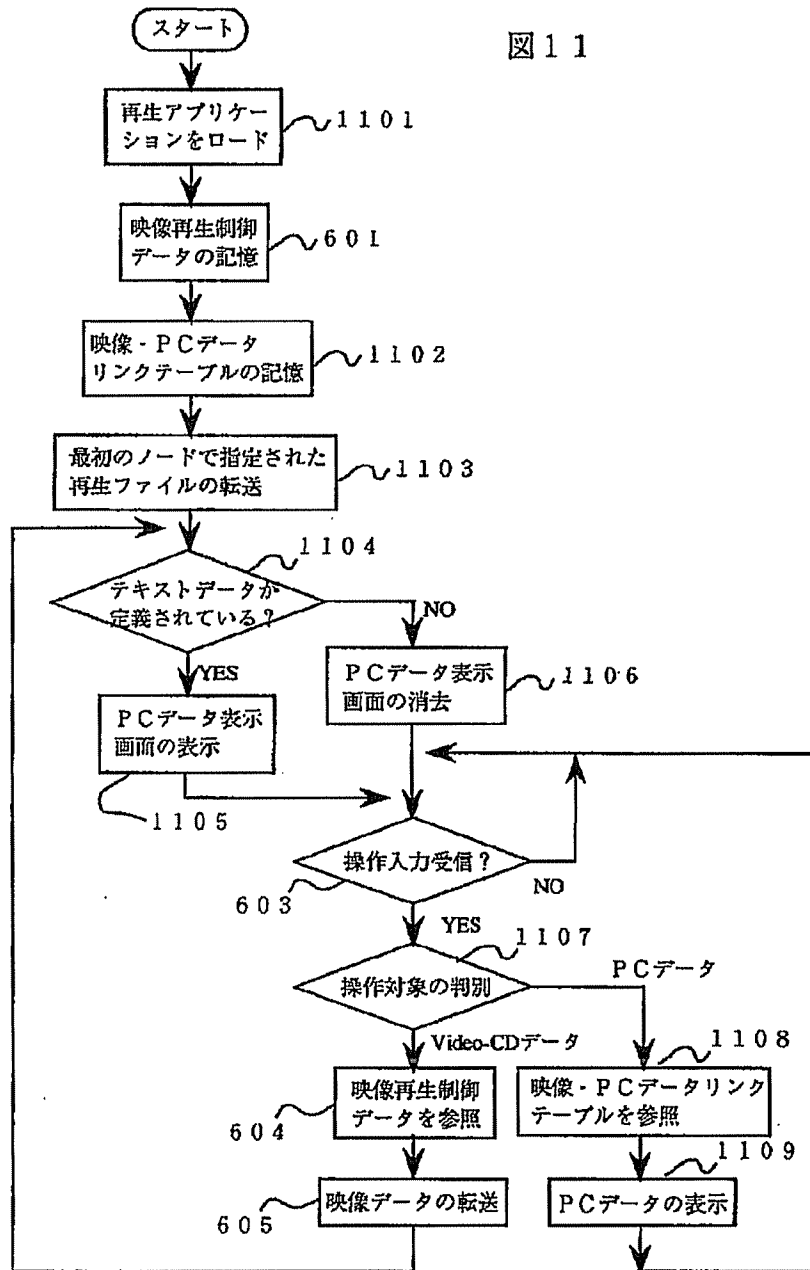 図１１
スタート
再生アプリケー
ションをロード
１１０１
映像再生制御
データの記憶
６０１
映像・ＰＣデータ
リンクテーブルの記憶
１１０２
最初のノードで指定された
再生ファイルの転送
１１０３
１１０４
テキストデータが
定義されている？
NO
YES
ＰＣデータ表示
画面の消去
１１０６
ＰＣデータ表示
画面の表示
１１０５
操作入力受信？
NO
６０３
YES
１１０７
操作対象の判別
ＰＣデータ
Video-CDデータ
１１０８
映像再生制御
データを参照
６０４
映像・ＰＣデータリンク
テーブルを参照
１１０９
映像データの転送
６０５
ＰＣデータの表示